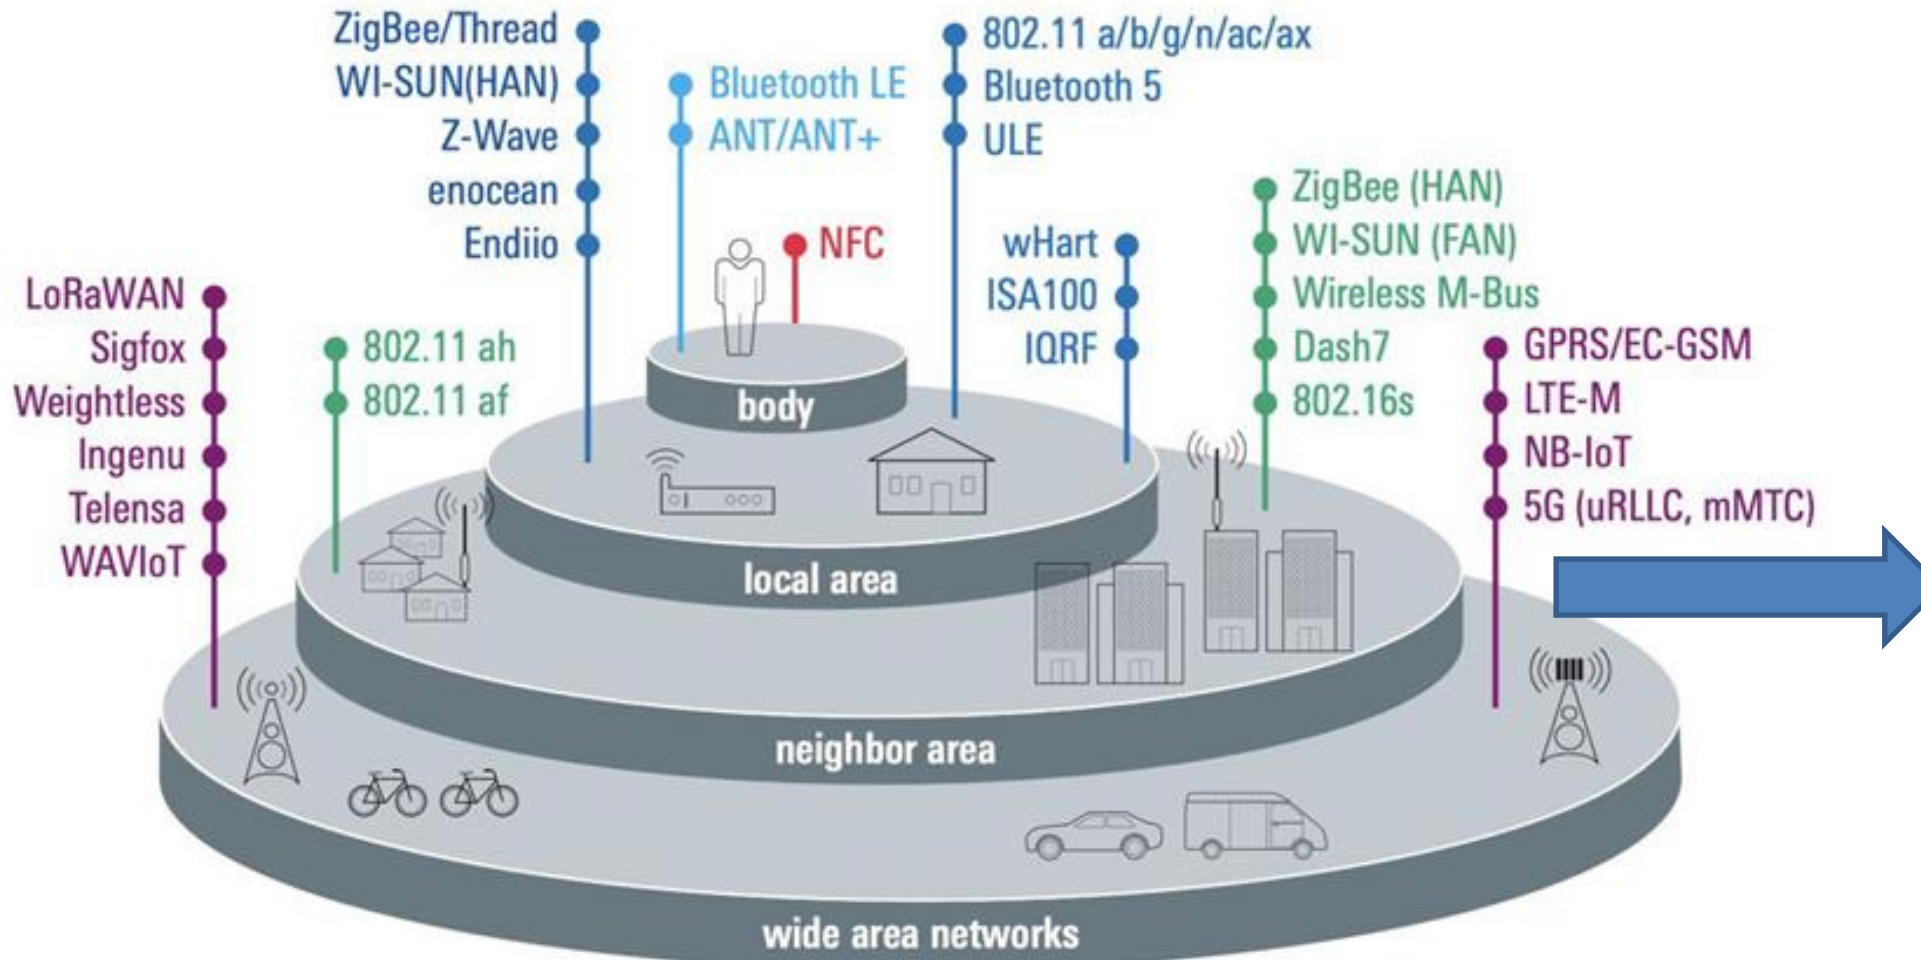 ZigBee/Thread
WI-SUN(HAN)
Z-Wave
enocean
Endiio
Bluetooth LE
ANT/ANT+
NFC
802.11 a/b/g/n/ac/ax
Bluetooth 5
ULE
wHart
ISA100
IQRF
ZigBee (HAN)
WI-SUN (FAN)
Wireless M-Bus
Dash7
802.16s
LoRaWAN
Sigfox
Weightless
Ingenu
Telensa
WAVIoT
802.11 ah
802.11 af
GPRS/EC-GSM
LTE-M
NB-IoT
5G (uRLLC, mMTC)
body
local area
neighbor area
wide area networks